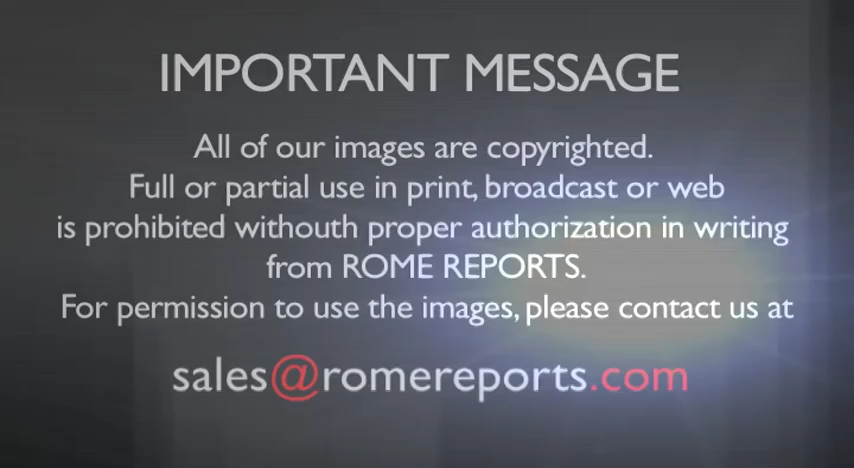 IMPORTANT MESSAGE
All of our images are copyrighted.
Full or partial use in print, broadcast or web
is prohibited withouth proper authorization in writing
from ROME REPORTS.
For permission to use the images, please contact us at
sales@romereports.com